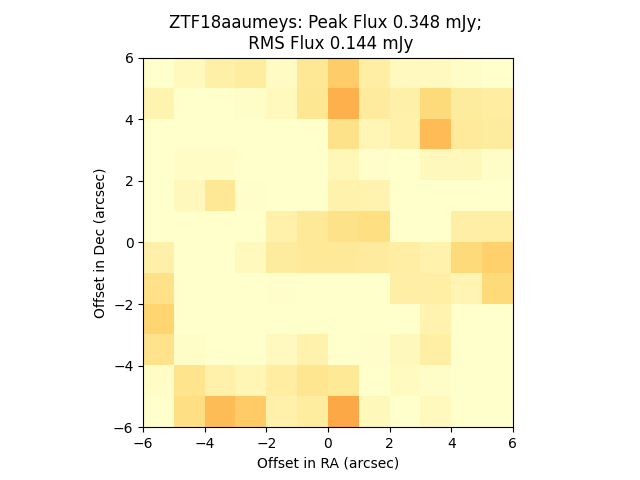 ZTF18aaumeys: Peak Flux 0.348 mJy;
RMS Flux 0.144 mJy
6
4
2
0
−2
−4
−6
Offset in Dec (arcsec)
−6 −4 −2 0 2 4 6
Offset in RA (arcsec)